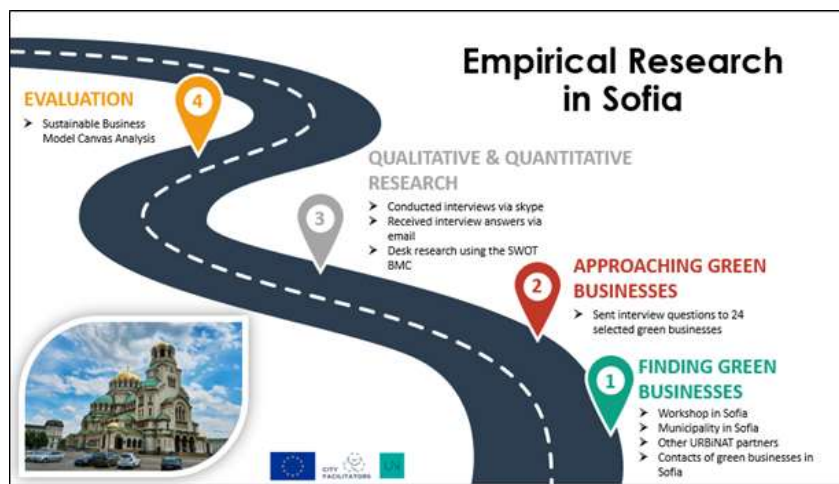 Empirical Research
in Sofia
4
EVALUATION
➤ Sustainable Business
Model Canvas Analysis
3
QUALITATIVE & QUANTITATIVE
RESEARCH
➤ Conducted interviews via skype
➤ Received interview answers via
email
➤ Desk research using the SWOT
BMC
2
APPROACHING GREEN
BUSINESSES
➤ Sent interview questions to 24
selected green businesses
1
FINDING GREEN
BUSINESSES
➤ Workshop in Sofia
➤ Municipality in Sofia
➤ Other URBiNAT partners
➤ Contacts of green businesses in
Sofia
CITY
FACILITATORS